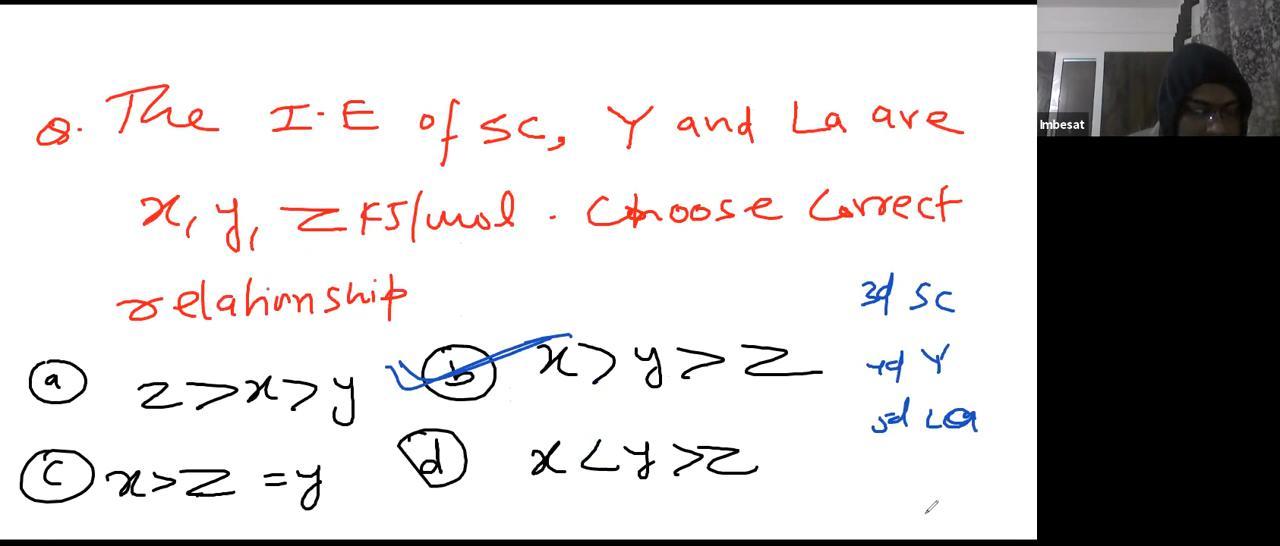 Q. The I.E of Sc, Y and La are
x, y, z KJ/mol. Choose Correct
relationship
3d Sc
4d Y
5d La
a z > x > y
b x > y > z
c x > z = y
d x < y > z
Imbesat